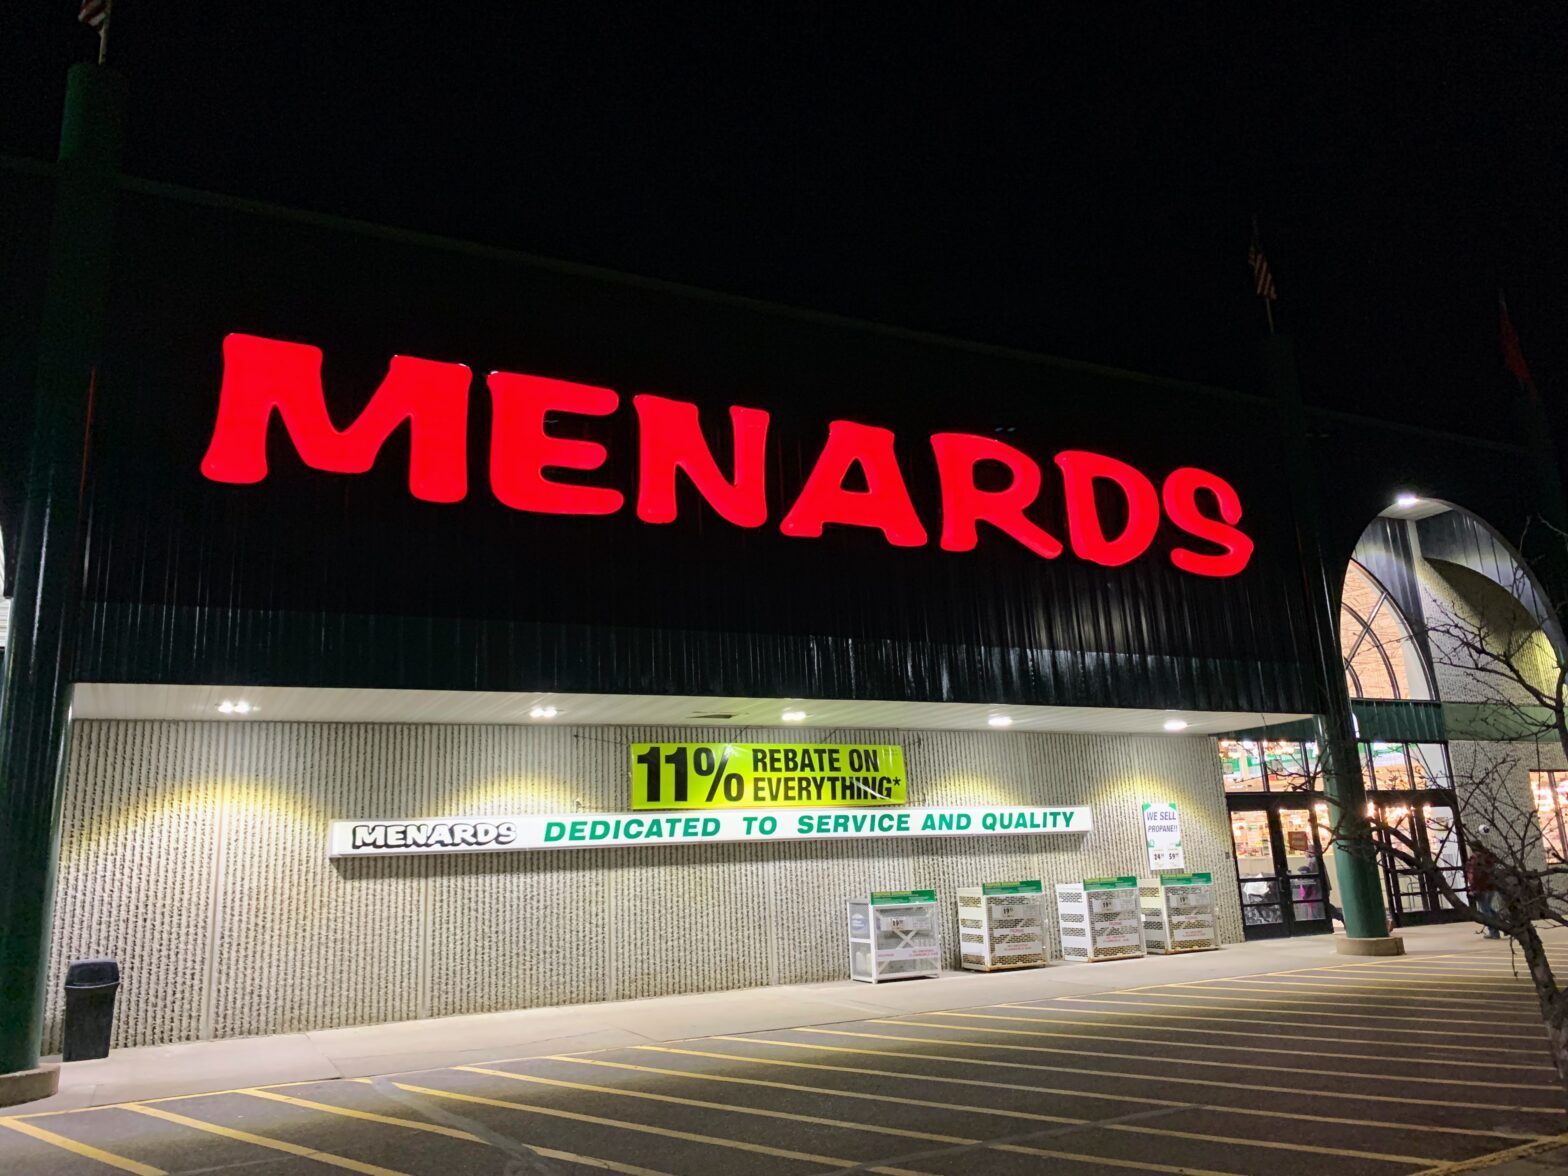 MENARDS
11% REBATE ON
EVERYTHING*
MENARDS DEDICATED TO SERVICE AND QUALITY
WE SELL
PROPANE!!